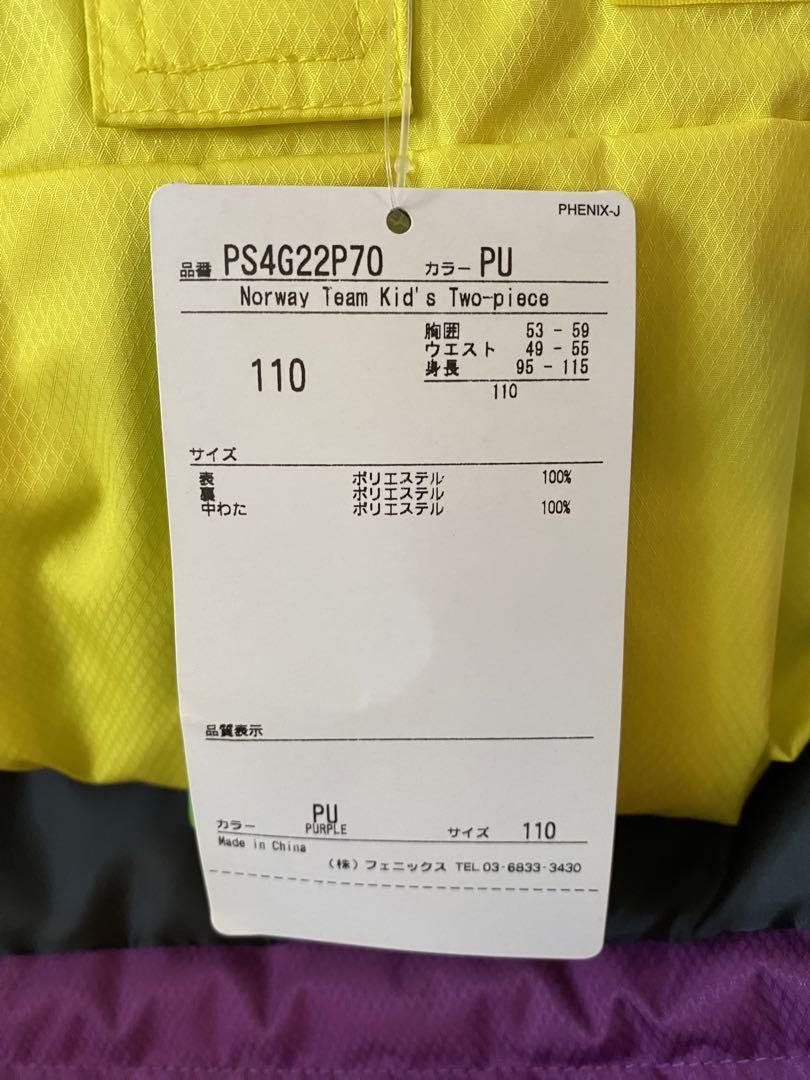 PHENIX-J
品番 PS4G22P70 カラー PU
Norway Team Kid's Two-piece
110
胸囲 53 - 59
ウエスト 49 - 55
身長 95 - 115
110
サイズ
表 ポリエステル 100%
裏 ポリエステル
中わた ポリエステル 100%
品質表示
カラー PU サイズ 110
PURPLE
Made in China
(株)フェニックス TEL 03-6833-3430